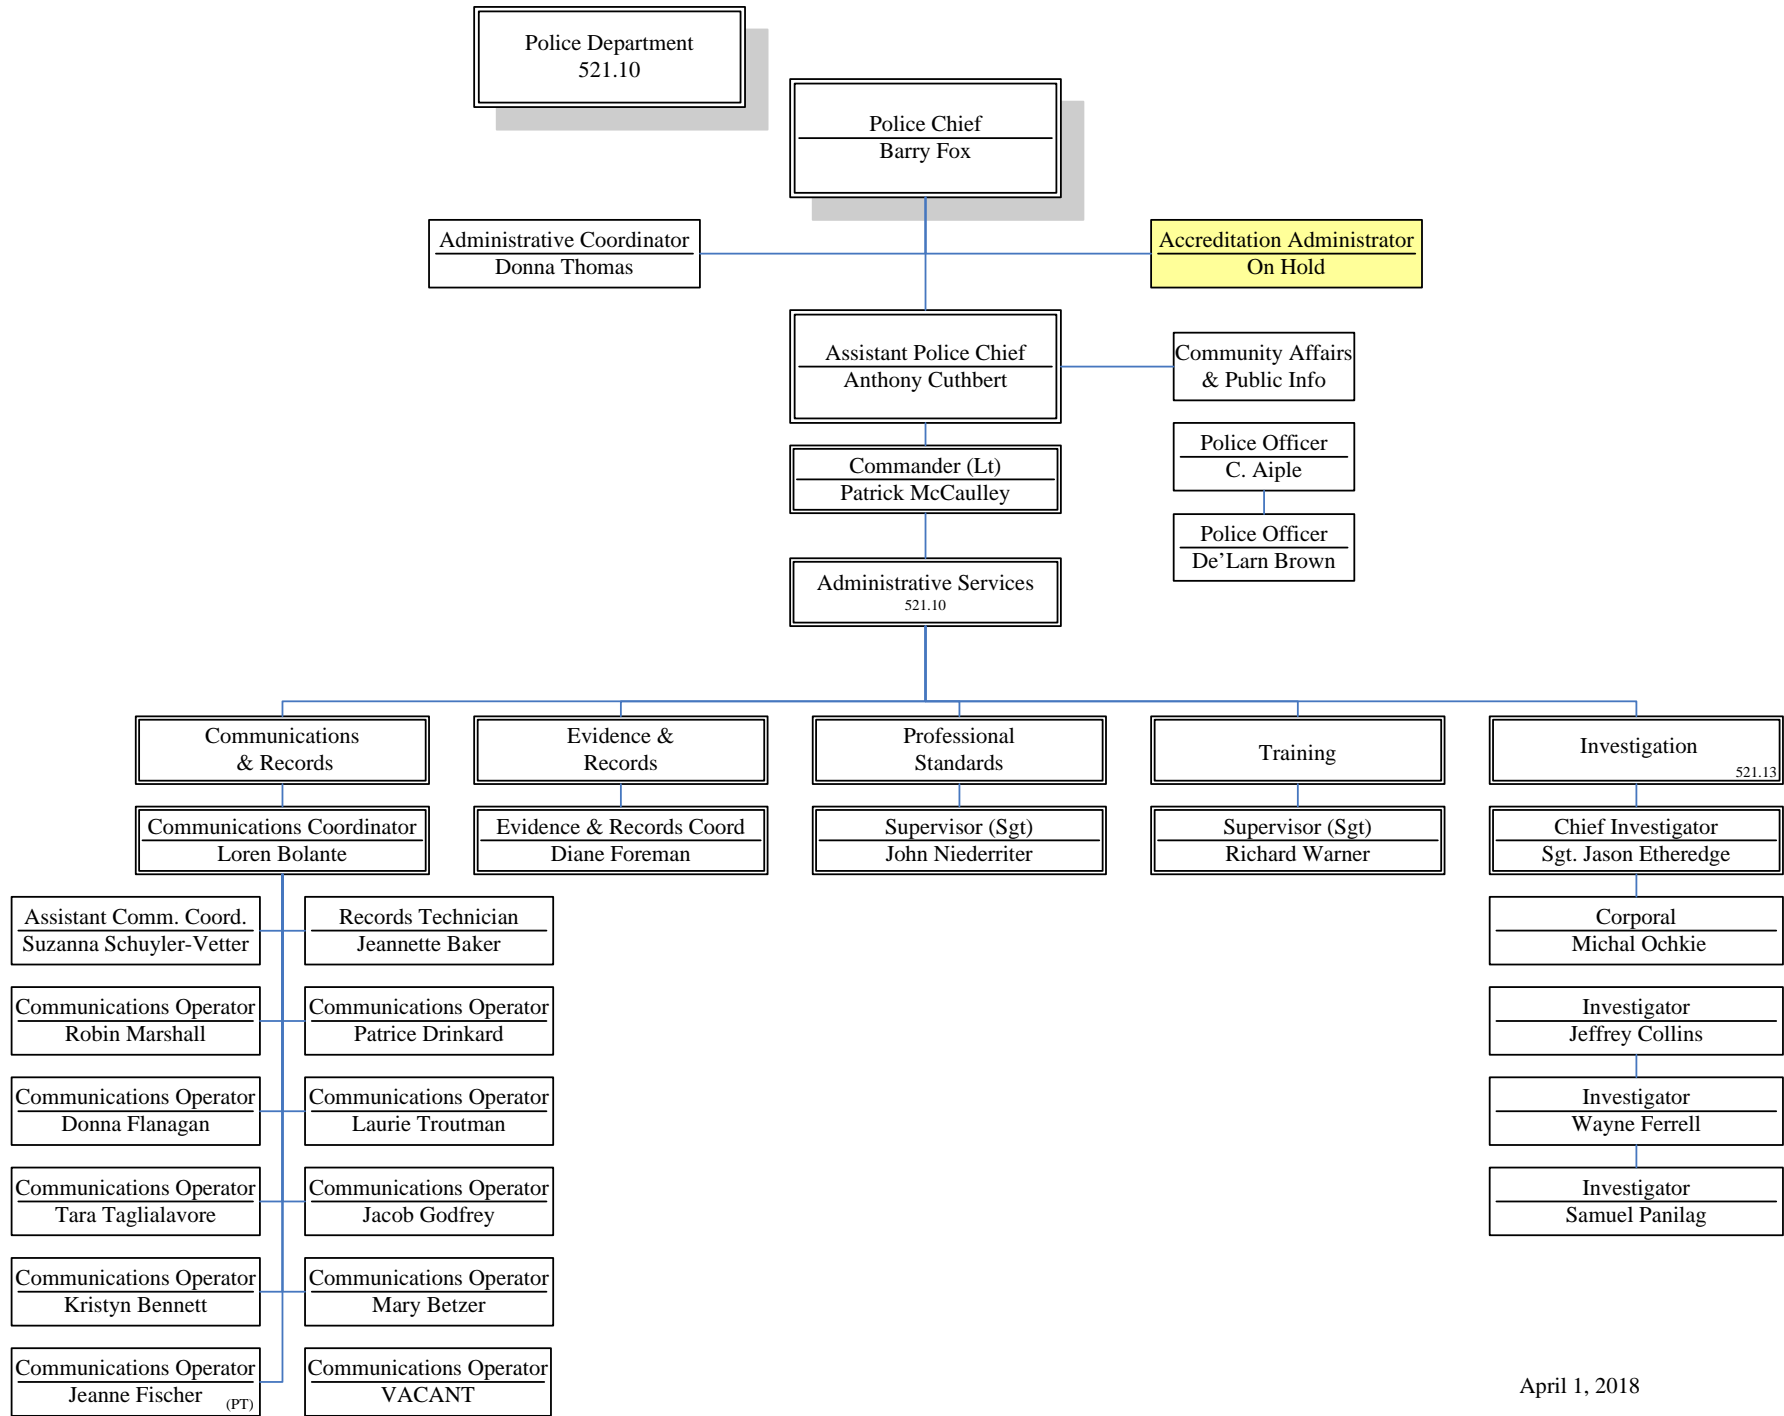 Police Department
521.10
Police Chief
Barry Fox
Administrative Coordinator
Donna Thomas
Accreditation Administrator
On Hold
Assistant Police Chief
Anthony Cuthbert
Community Affairs
& Public Info
Police Officer
C. Aiple
Commander (Lt)
Patrick McCaulley
Police Officer
De’Larn Brown
Administrative Services
521.10
Communications
& Records
Evidence &
Records
Professional
Standards
Training
Investigation
521.13
Communications Coordinator
Loren Bolante
Evidence & Records Coord
Diane Foreman
Supervisor (Sgt)
John Niederriter
Supervisor (Sgt)
Richard Warner
Chief Investigator
Sgt. Jason Etheredge
Assistant Comm. Coord.
Suzanna Schuyler-Vetter
Records Technician
Jeannette Baker
Corporal
Michal Ochkie
Communications Operator
Robin Marshall
Communications Operator
Patrice Drinkard
Investigator
Jeffrey Collins
Communications Operator
Donna Flanagan
Communications Operator
Laurie Troutman
Investigator
Wayne Ferrell
Communications Operator
Tara Taglialavore
Communications Operator
Jacob Godfrey
Investigator
Samuel Panilag
Communications Operator
Kristyn Bennett
Communications Operator
Mary Betzer
Communications Operator
Jeanne Fischer (PT)
Communications Operator
VACANT
April 1, 2018